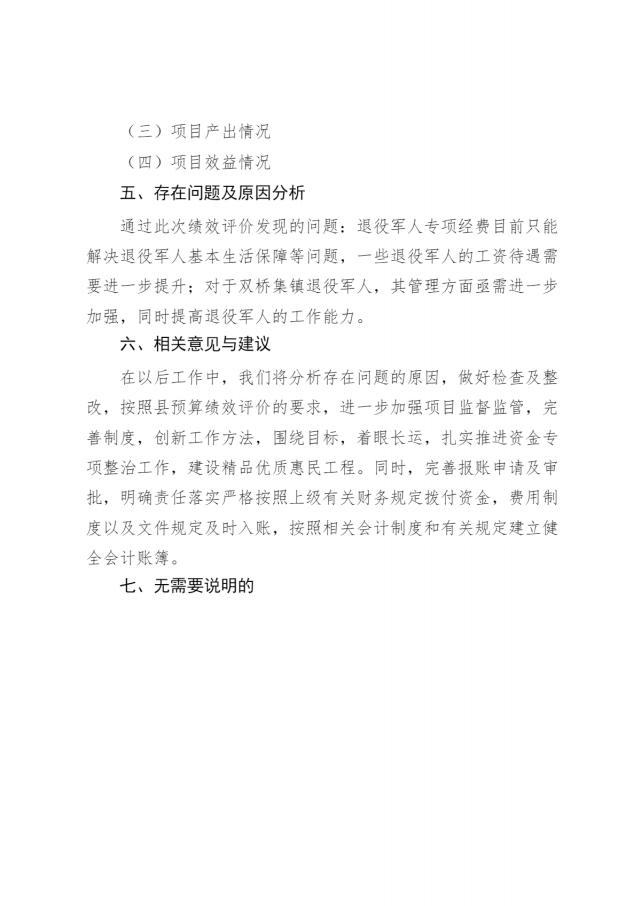 （三）项目产出情况
（四）项目效益情况
五、存在问题及原因分析
通过此次绩效评价发现的问题：退役军人专项经费目前只能
解决退役军人基本生活保障等问题，一些退役军人的工资待遇需
要进一步提升；对于双桥集镇退役军人，其管理方面亟需进一步
加强，同时提高退役军人的工作能力。
六、相关意见与建议
在以后工作中，我们将分析存在问题的原因，做好检查及整
改，按照县预算绩效评价的要求，进一步加强项目监督监管，完
善制度，创新工作方法，围绕目标，着眼长运，扎实推进资金专
项整治工作，建设精品优质惠民工程。同时，完善报账申请及审
批，明确责任落实严格按照上级有关财务规定拨付资金，费用制
度以及文件规定及时入账，按照相关会计制度和有关规定建立健
全会计账簿。
七、无需要说明的